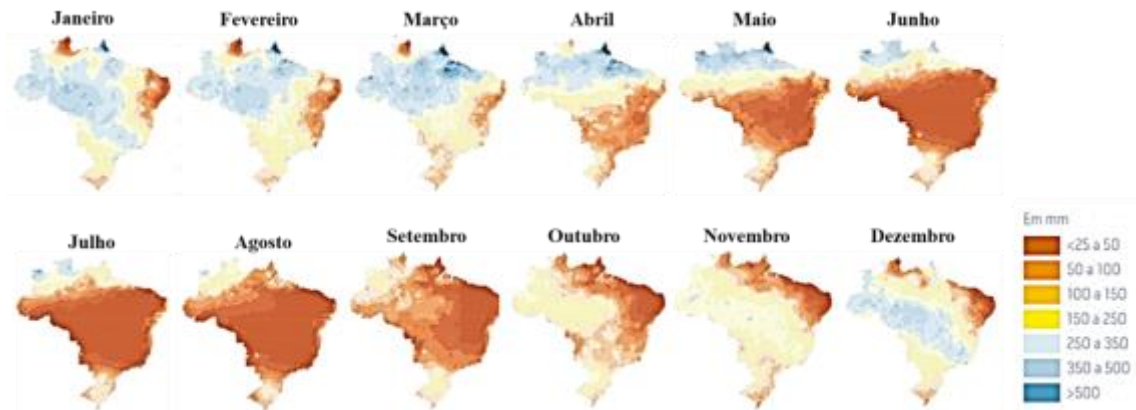 Janeiro
Fevereiro
Março
Abril
Maio
Junho
Julho
Agosto
Setembro
Outubro
Novembro
Dezembro
Em mm
<25 a 50
50 a 100
100 a 150
150 a 250
250 a 350
350 a 500
>500